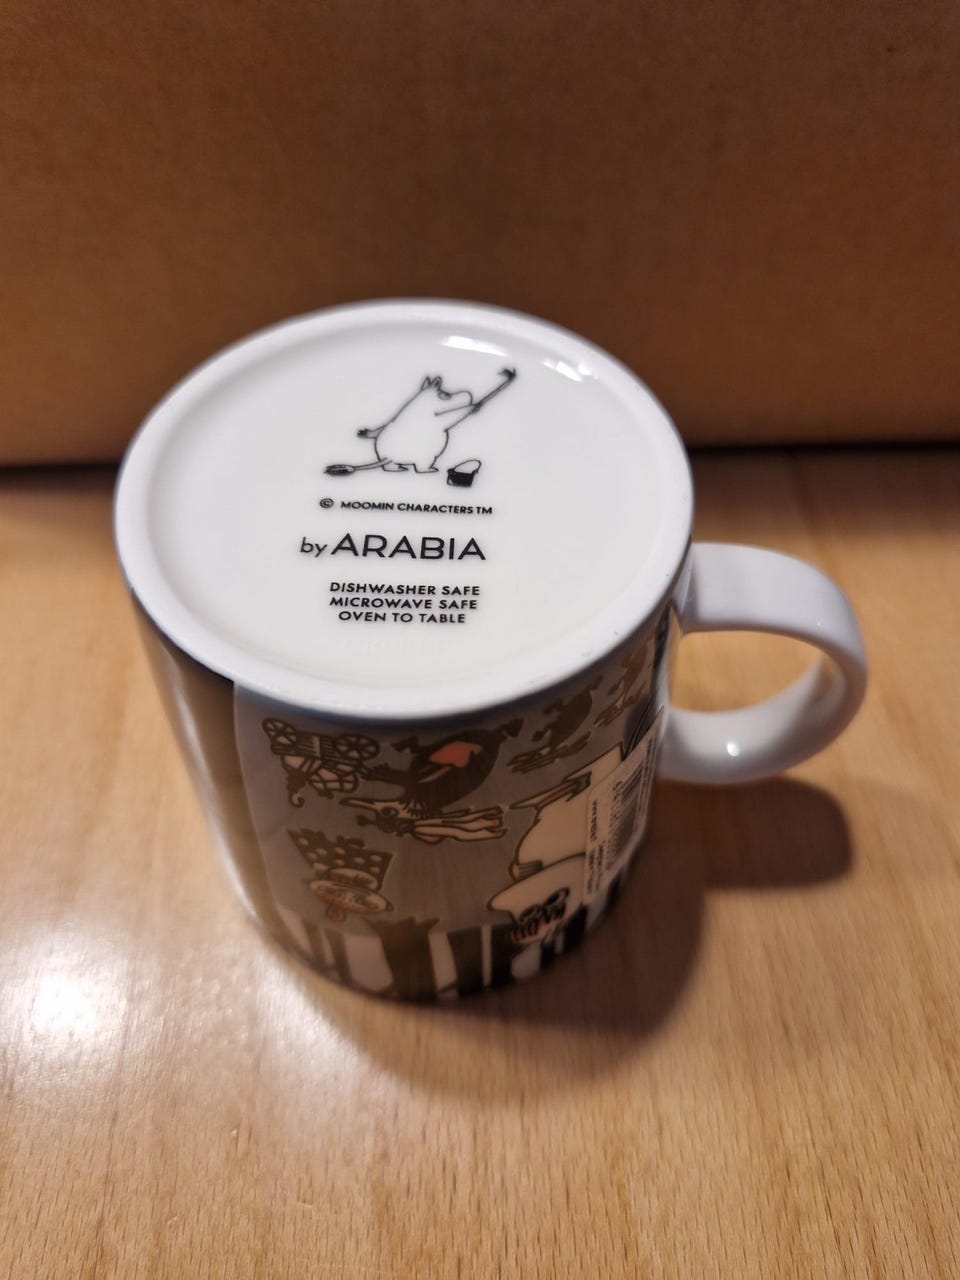 © MOOMIN CHARACTERS TM
by ARABIA
DISHWASHER SAFE
MICROWAVE SAFE
OVEN TO TABLE